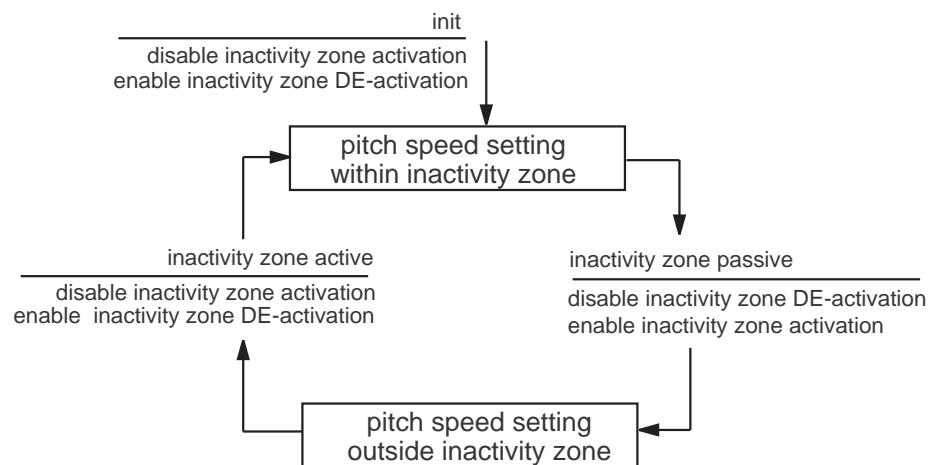 init
disable inactivity zone activation
enable inactivity zone DE-activation
pitch speed setting
within inactivity zone
inactivity zone active
disable inactivity zone activation
enable inactivity zone DE-activation
inactivity zone passive
disable inactivity zone DE-activation
enable inactivity zone activation
pitch speed setting
outside inactivity zone